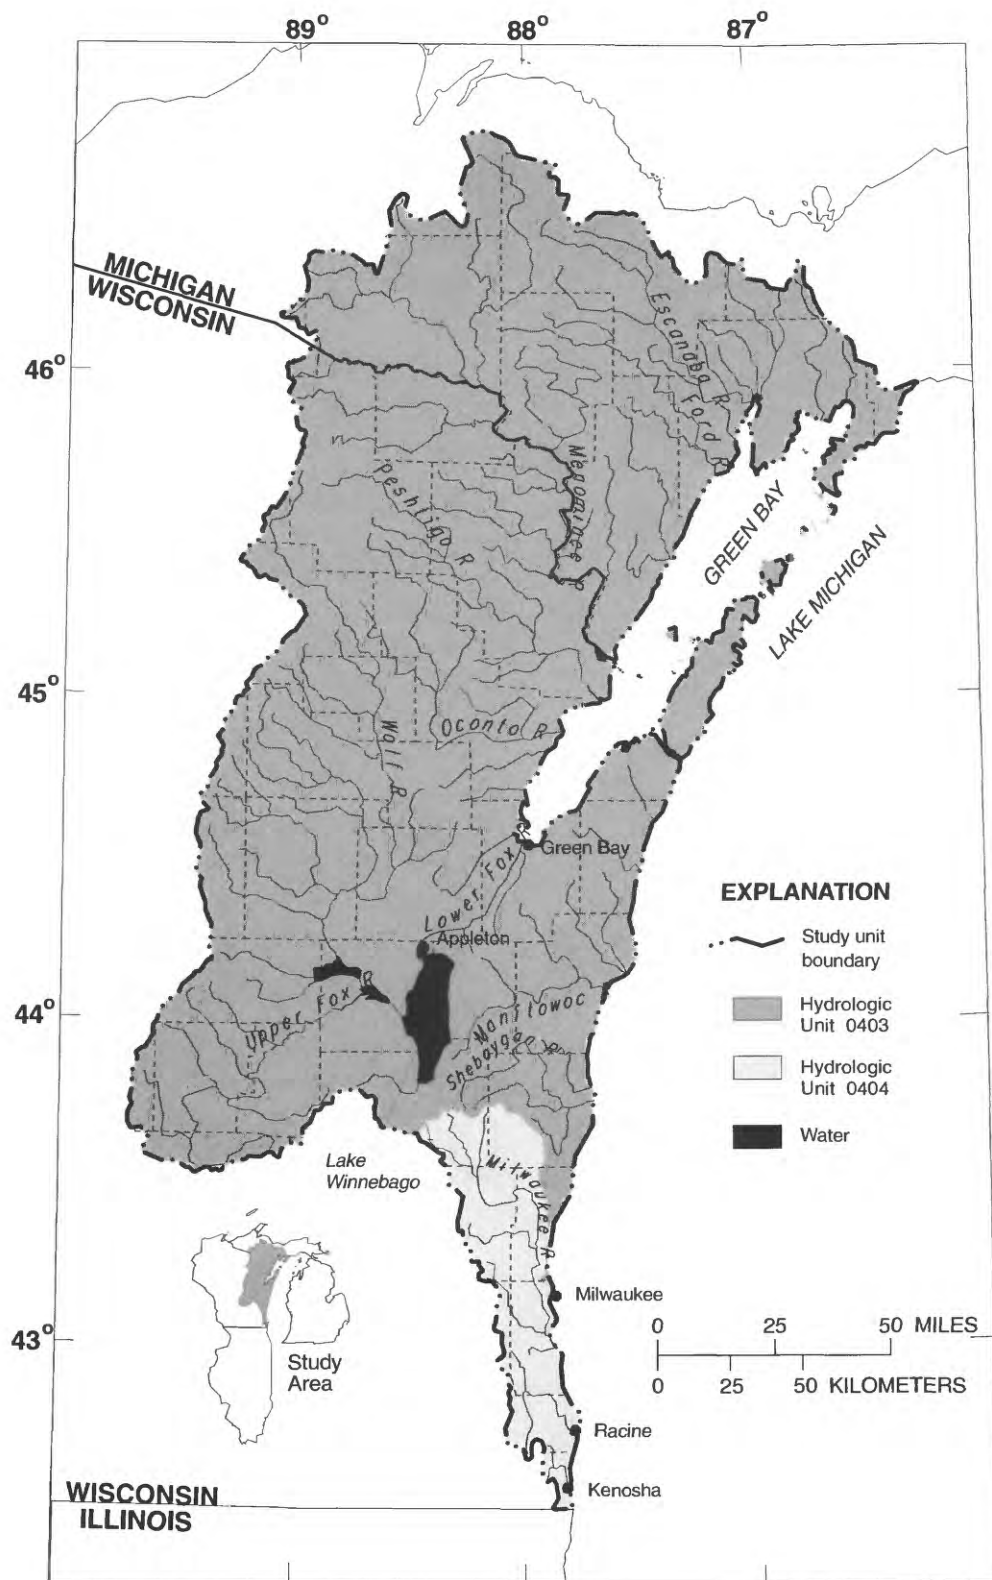 89°
88°
87°
MICHIGAN
WISCONSIN
46°
Escanaba R
Ford R
Menominee R
Peshtigo R
GREEN BAY
LAKE MICHIGAN
45°
Wolf R
Oconto R
Green Bay
Lower Fox
Appleton
EXPLANATION
Study unit
boundary
Hydrologic
Unit 0403
Hydrologic
Unit 0404
Water
44°
Upper Fox R
Manitowoc
Sheboygan R
Lake
Winnebago
Milwaukee R
Milwaukee
0 25 50 MILES
0 25 50 KILOMETERS
43°
Study
Area
Racine
Kenosha
WISCONSIN
ILLINOIS